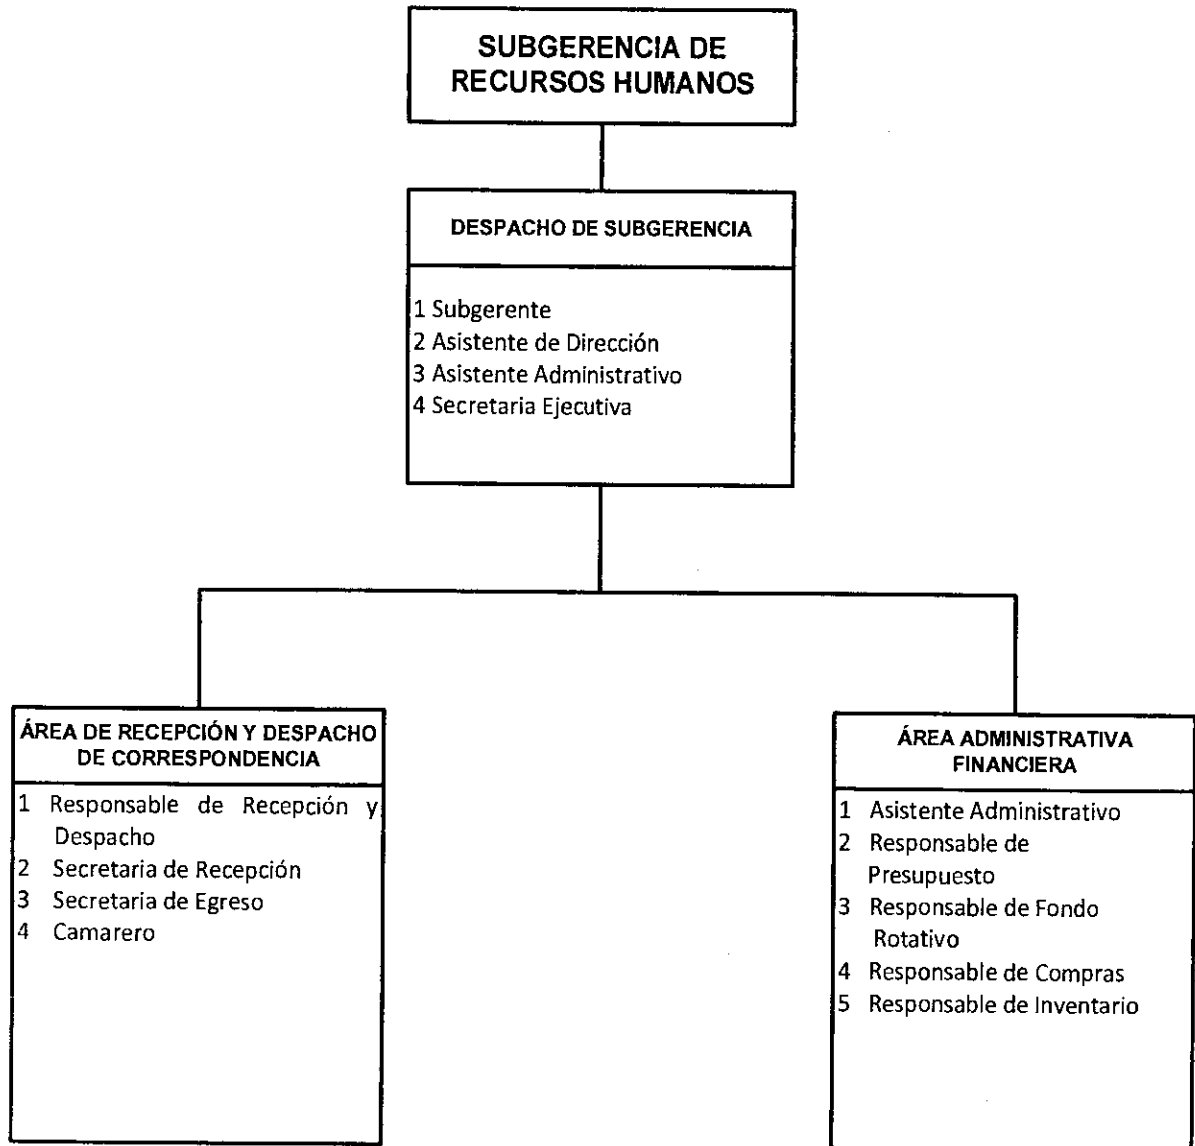 SUBGERENCIA DE
RECURSOS HUMANOS
DESPACHO DE SUBGERENCIA
1 Subgerente
2 Asistente de Dirección
3 Asistente Administrativo
4 Secretaria Ejecutiva
ÁREA DE RECEPCIÓN Y DESPACHO
DE CORRESPONDENCIA
1 Responsable de Recepción y
Despacho
2 Secretaria de Recepción
3 Secretaria de Egreso
4 Camarero
ÁREA ADMINISTRATIVA
FINANCIERA
1 Asistente Administrativo
2 Responsable de
Presupuesto
3 Responsable de Fondo
Rotativo
4 Responsable de Compras
5 Responsable de Inventario